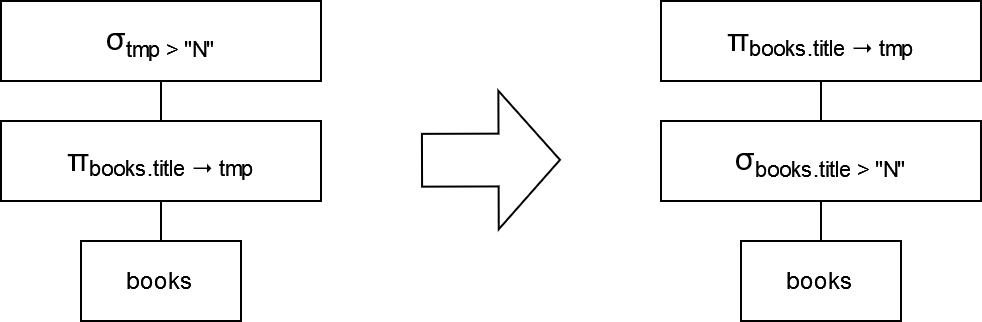 σtmp > "N"
πbooks.title → tmp
books
πbooks.title → tmp
σbooks.title > "N"
books